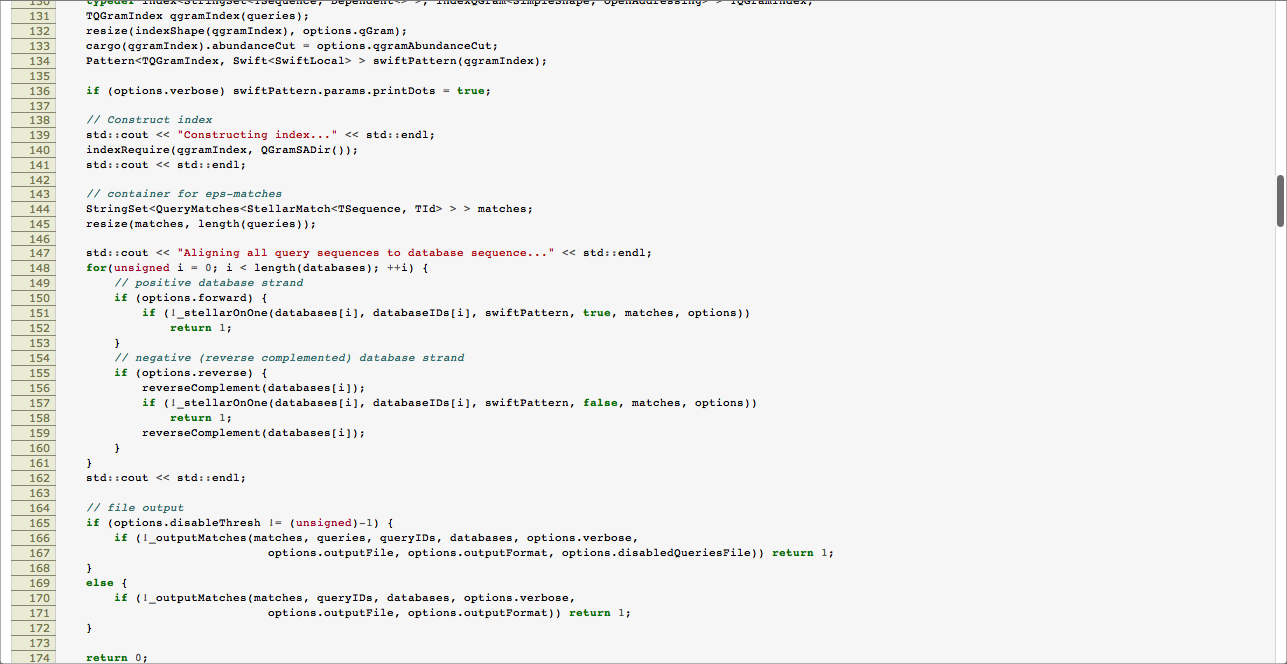 130 typedef Index<StringSet<TSequence, Dependent<> >, IndexQGram<SimpleShape, OpenAddressing> > TQGramIndex;
131 TQGramIndex qgramIndex(queries);
132 resize(indexShape(qgramIndex), options.qGram);
133 cargo(qgramIndex).abundanceCut = options.qgramAbundanceCut;
134 Pattern<TQGramIndex, Swift<SwiftLocal> > swiftPattern(qgramIndex);
135
136 if (options.verbose) swiftPattern.params.printDots = true;
137
138 // Construct index
139 std::cout << "Constructing index..." << std::endl;
140 indexRequire(qgramIndex, QGramSADir());
141 std::cout << std::endl;
142
143 // container for eps-matches
144 StringSet<QueryMatches<StellarMatch<TSequence, TId> > > matches;
145 resize(matches, length(queries));
146
147 std::cout << "Aligning all query sequences to database sequence..." << std::endl;
148 for(unsigned i = 0; i < length(databases); ++i) {
149 // positive database strand
150 if (options.forward) {
151 if (!_stellarOnOne(databases[i], databaseIDs[i], swiftPattern, true, matches, options))
152 return 1;
153 }
154 // negative (reverse complemented) database strand
155 if (options.reverse) {
156 reverseComplement(databases[i]);
157 if (!_stellarOnOne(databases[i], databaseIDs[i], swiftPattern, false, matches, options))
158 return 1;
159 reverseComplement(databases[i]);
160 }
161 }
162 std::cout << std::endl;
163
164 // file output
165 if (options.disableThresh != (unsigned)-1) {
166 if (!_outputMatches(matches, queries, queryIDs, databases, options.verbose,
167 options.outputFile, options.outputFormat, options.disabledQueriesFile)) return 1;
168 }
169 else {
170 if (!_outputMatches(matches, queryIDs, databases, options.verbose,
171 options.outputFile, options.outputFormat)) return 1;
172 }
173
174 return 0;